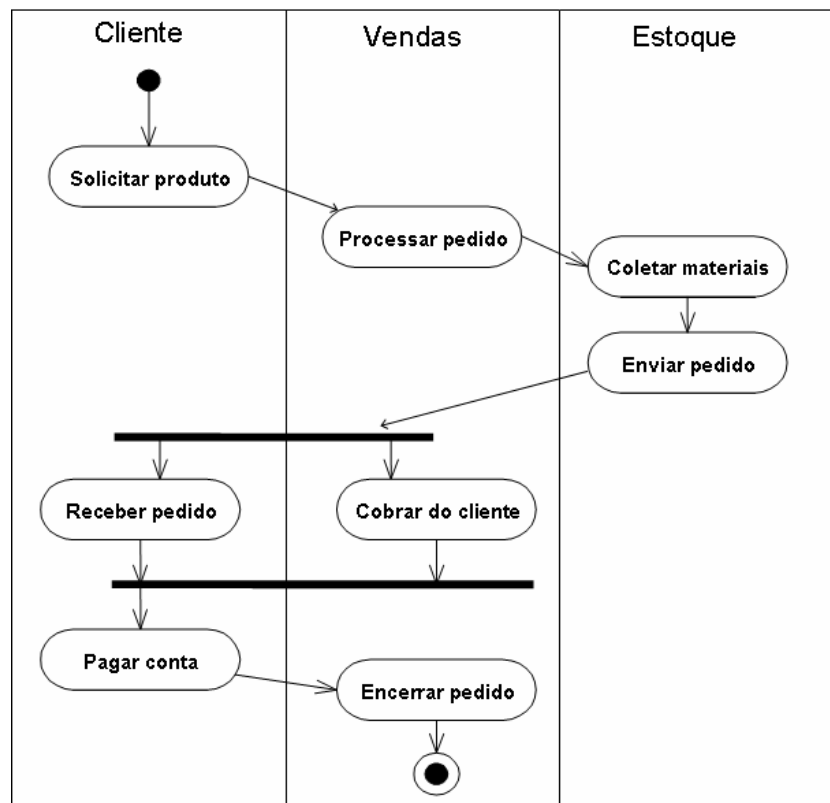 Cliente
Vendas
Estoque
Solicitar produto
Processar pedido
Coletar materiais
Enviar pedido
Receber pedido
Cobrar do cliente
Pagar conta
Encerrar pedido